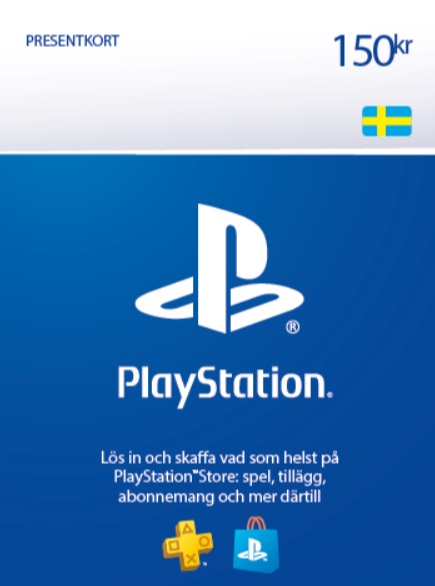 PRESENTKORT
150kr
PlayStation®
Lös in och skaffa vad som helst på
PlayStation™Store: spel, tillägg,
abonnemang och mer därtill